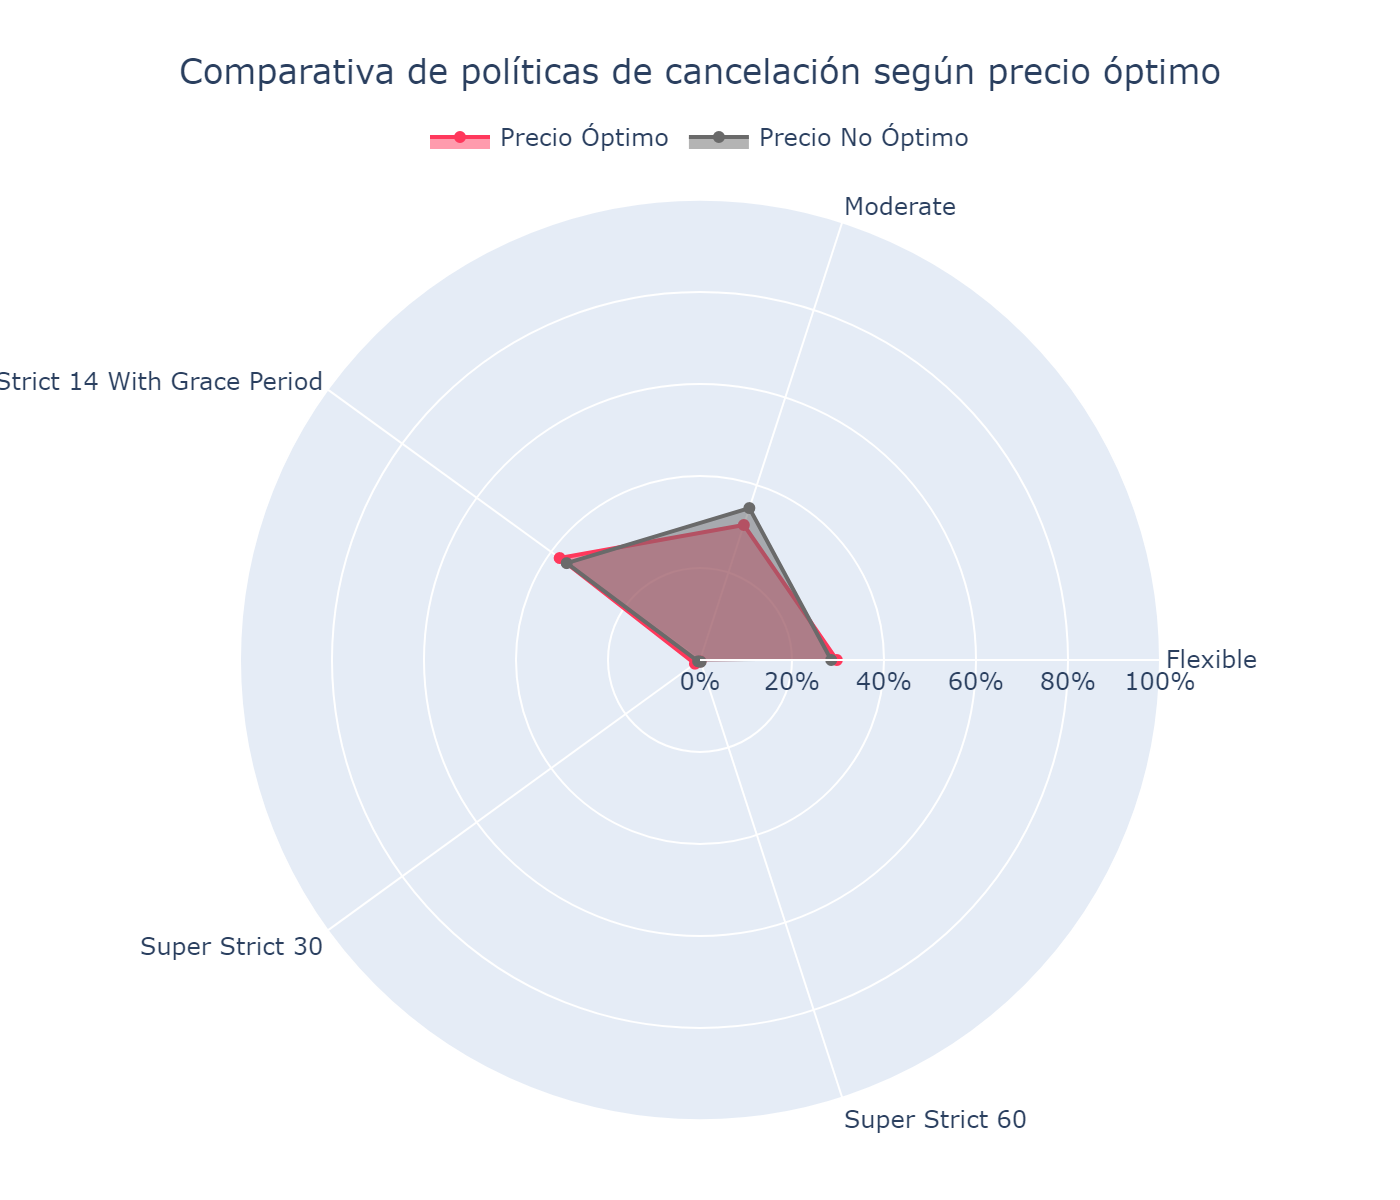 Comparativa de políticas de cancelación según precio óptimo
Precio Óptimo
Precio No Óptimo
Moderate
Strict 14 With Grace Period
Flexible
0%
20%
40%
60%
80%
100%
Super Strict 30
Super Strict 60